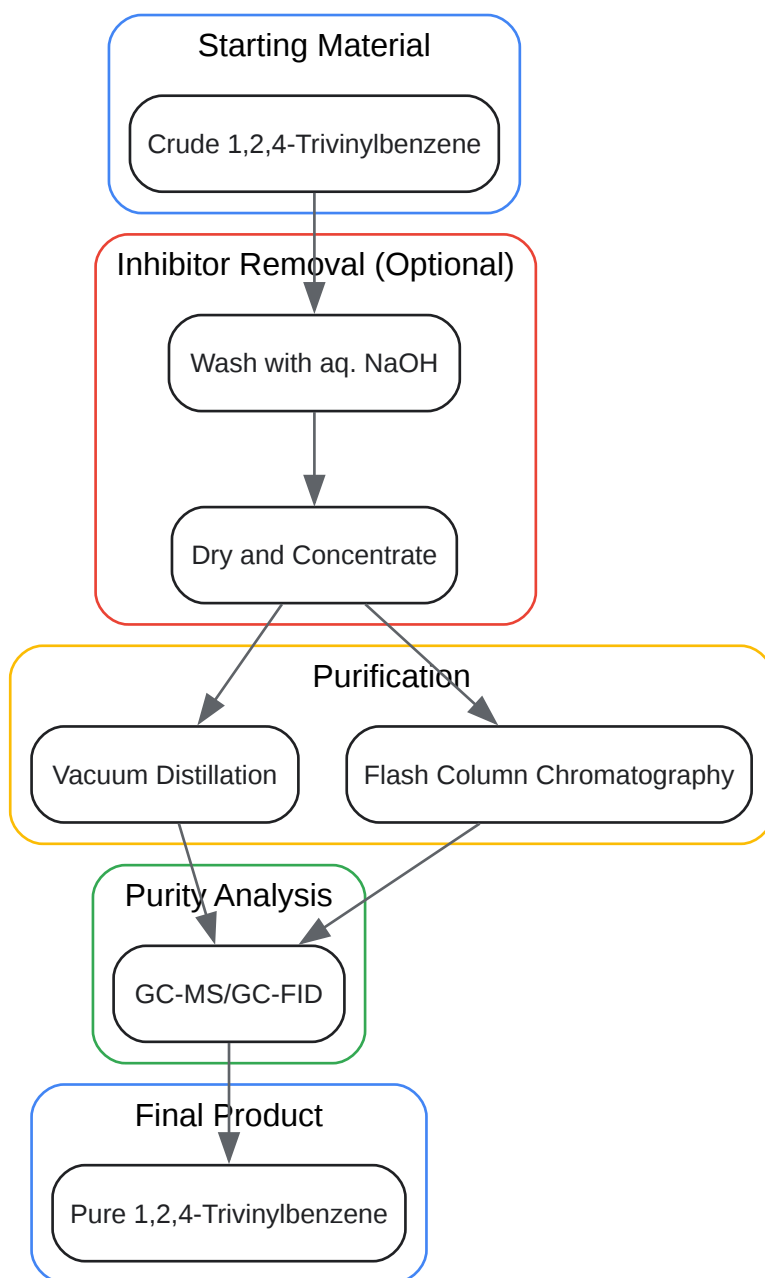 Starting Material
Crude 1,2,4-Trivinylbenzene
Inhibitor Removal (Optional)
Wash with aq. NaOH
Dry and Concentrate
Purification
Vacuum Distillation
Flash Column Chromatography
Purity Analysis
GC-MS/GC-FID
Final Product
Pure 1,2,4-Trivinylbenzene